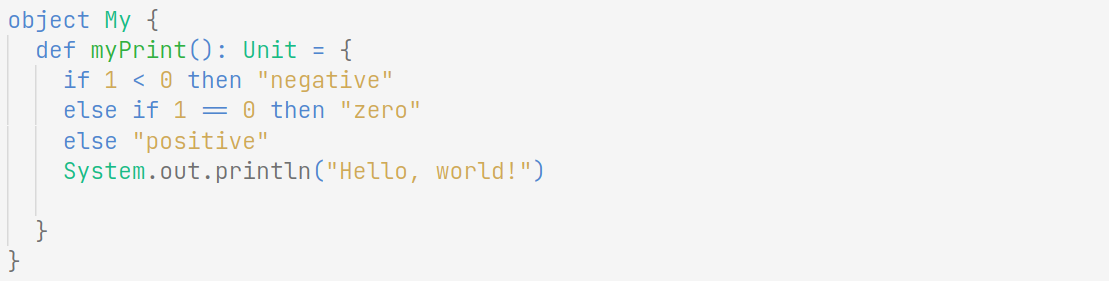 object My {
  def myPrint(): Unit = {
    if 1 < 0 then "negative"
    else if 1 == 0 then "zero"
    else "positive"
    System.out.println("Hello, world!")
  }
}